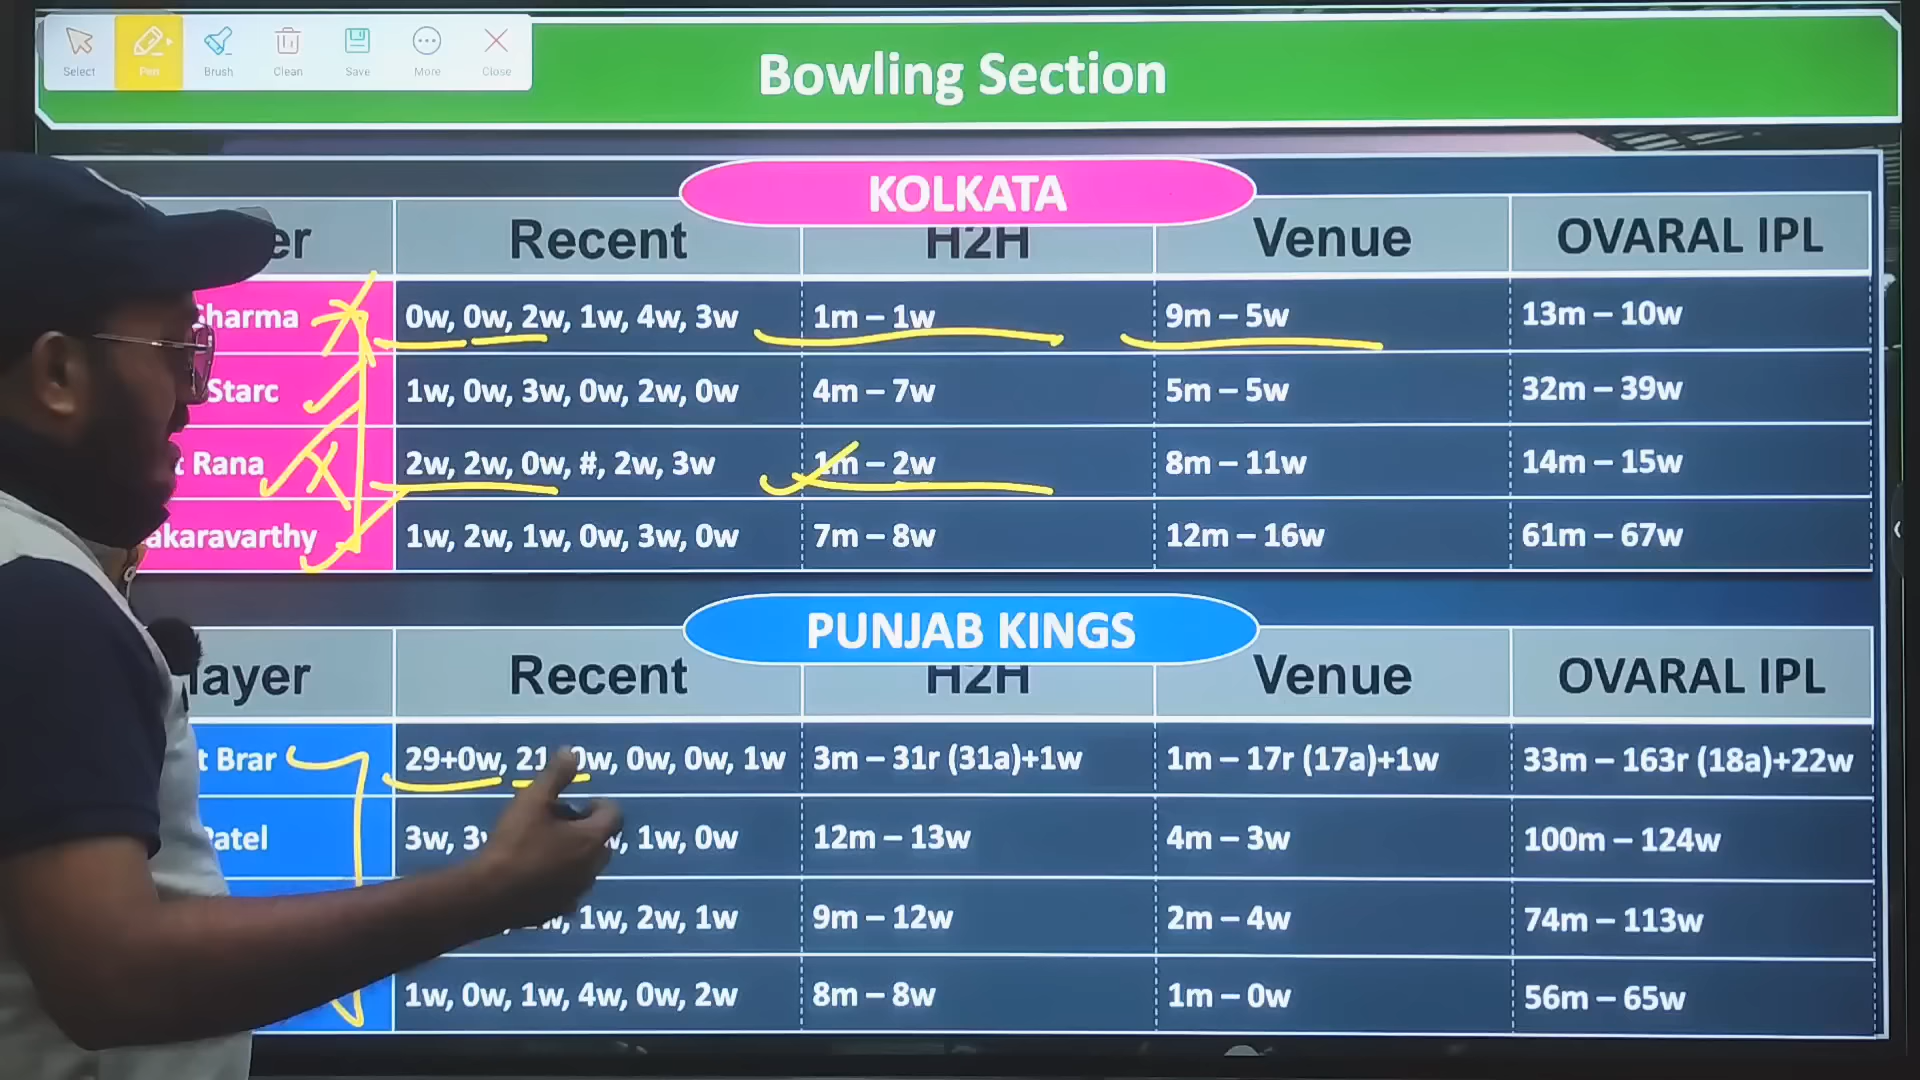 Select Pen Brush Clean Save More Close
Bowling Section
KOLKATA
er Recent H2H Venue OVARAL IPL
Sharma 0w, 0w, 2w, 1w, 4w, 3w 1m – 1w 9m – 5w 13m – 10w
Starc 1w, 0w, 3w, 0w, 2w, 0w 4m – 7w 5m – 5w 32m – 39w
t Rana 2w, 2w, 0w, #, 2w, 3w 1m – 2w 8m – 11w 14m – 15w
akaravarthy 1w, 2w, 1w, 0w, 3w, 0w 7m – 8w 12m – 16w 61m – 67w
PUNJAB KINGS
layer Recent H2H Venue OVARAL IPL
t Brar 29+0w, 21 0w, 0w, 0w, 1w 3m – 31r (31a)+1w 1m – 17r (17a)+1w 33m – 163r (18a)+22w
Patel 3w, 1w, 0w 12m – 13w 4m – 3w 100m – 124w
1w, 2w, 1w 9m – 12w 2m – 4w 74m – 113w
1w, 0w, 1w, 4w, 0w, 2w 8m – 8w 1m – 0w 56m – 65w